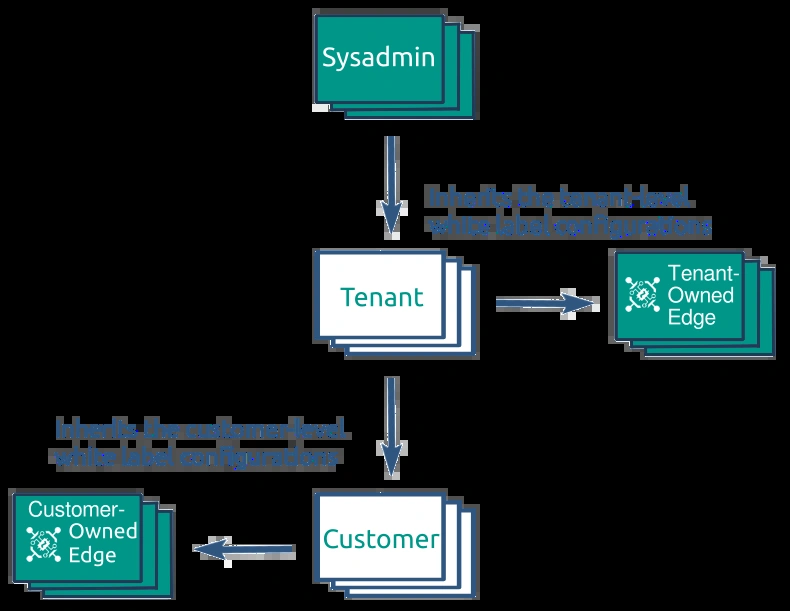 Sysadmin
Inherits the tenant-level
white label configurations
Tenant
Tenant-
Owned
Edge
Inherits the customer-level
white label configurations
Customer-
Owned
Edge
Customer